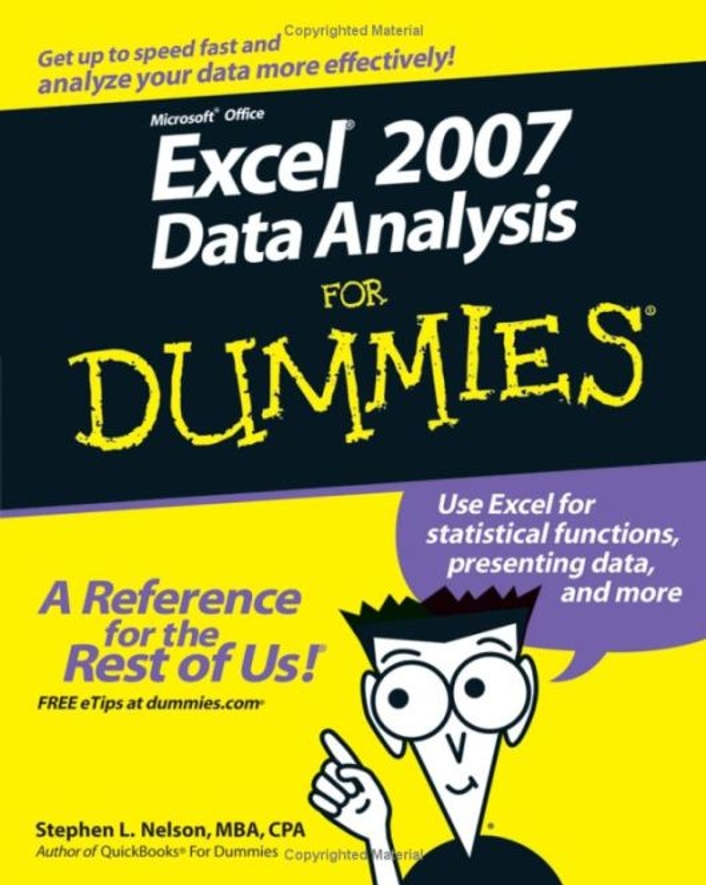 Copyrighted Material
Get up to speed fast and
analyze your data more effectively!
Microsoft® Office
Excel® 2007
Data Analysis
FOR
DUMMIES®
Use Excel for
statistical functions,
presenting data,
and more
A Reference
for the
Rest of Us!®
FREE eTips at dummies.com®
Stephen L. Nelson, MBA, CPA
Author of QuickBooks® For Dummies
Copyrighted Material